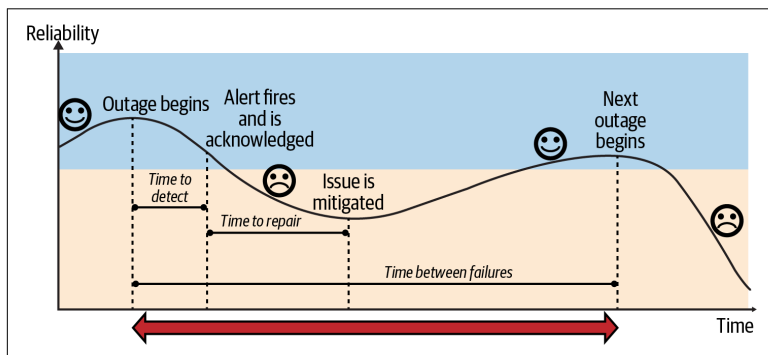 Reliability
Outage begins
Alert fires
and is
acknowledged
Next
outage
begins
Time to
detect
Issue is
mitigated
Time to repair
Time between failures
Time